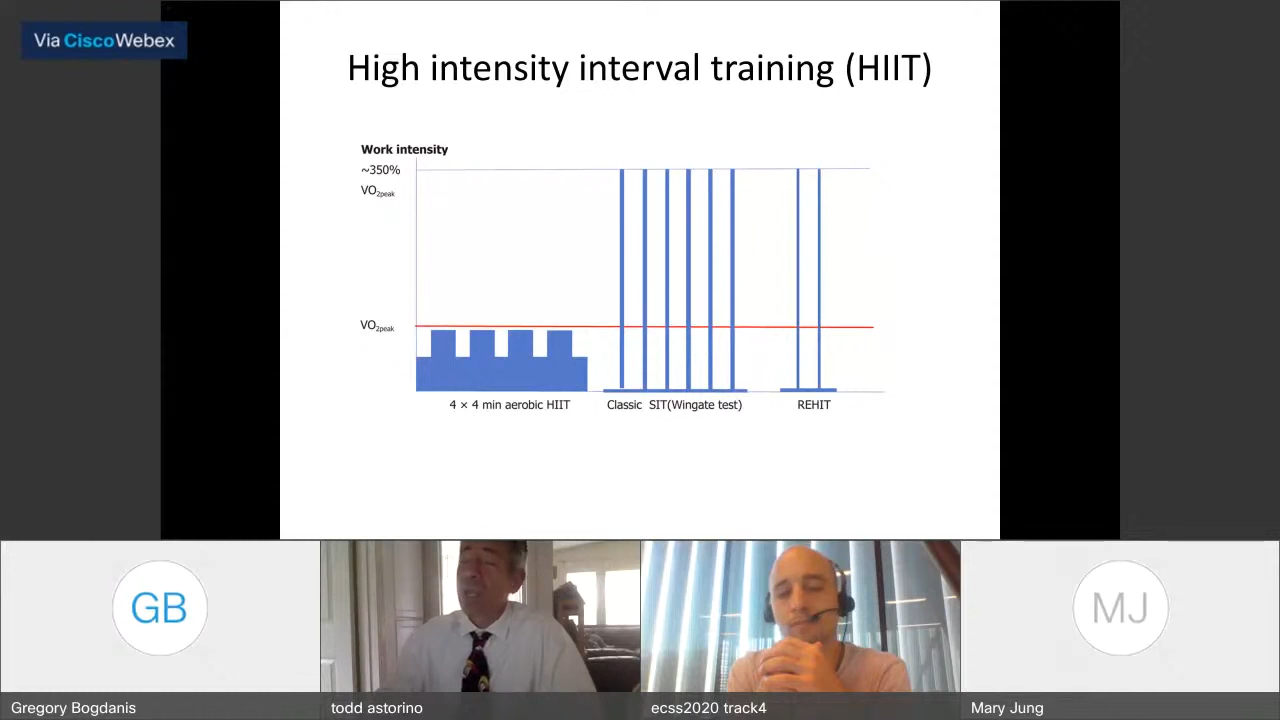 Via Cisco Webex
High intensity interval training (HIIT)
Work intensity
~350%
VO2peak
VO2peak
4 × 4 min aerobic HIIT
Classic SIT(Wingate test)
REHIT
GB
MJ
Gregory Bogdanis
todd astorino
ecss2020 track4
Mary Jung